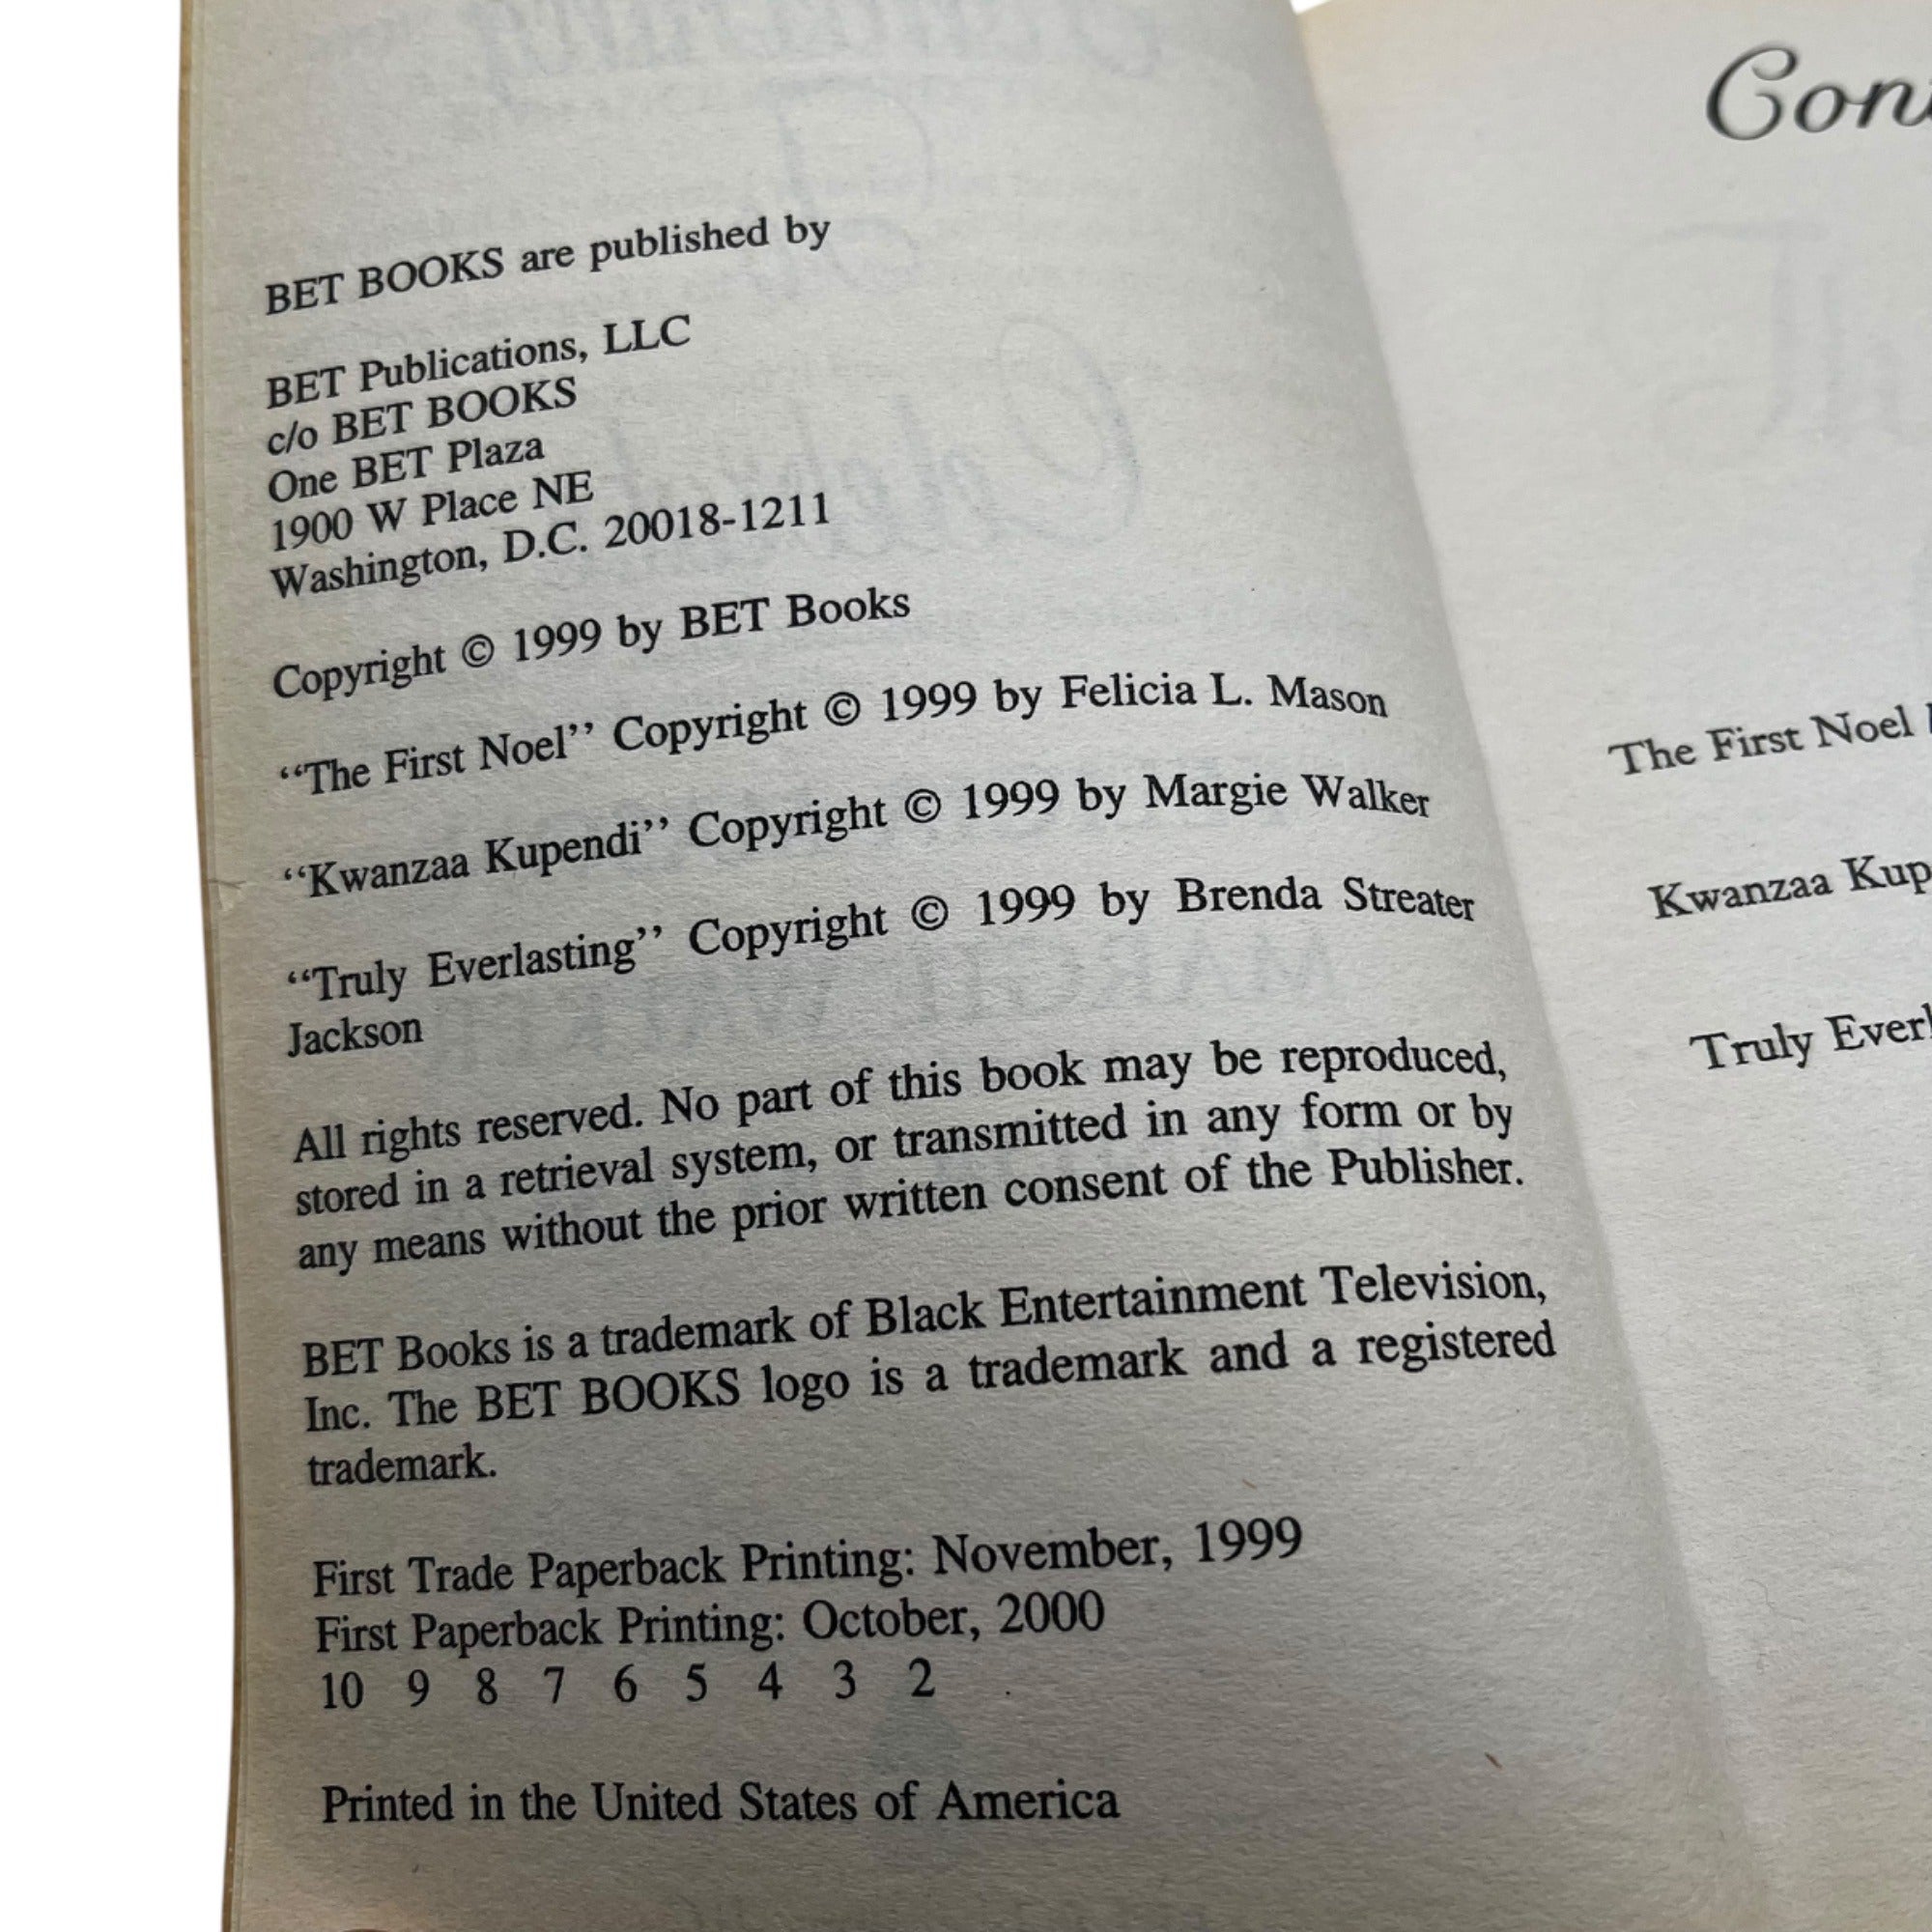 BET BOOKS are published by
BET Publications, LLC
c/o BET BOOKS
One BET Plaza
1900 W Place NE
Washington, D.C. 20018-1211
Copyright © 1999 by BET Books
‘‘The First Noel’’ Copyright © 1999 by Felicia L. Mason
‘‘Kwanzaa Kupendi’’ Copyright © 1999 by Margie Walker
‘‘Truly Everlasting’’ Copyright © 1999 by Brenda Streater
Jackson
All rights reserved. No part of this book may be reproduced,
stored in a retrieval system, or transmitted in any form or by
any means without the prior written consent of the Publisher.
BET Books is a trademark of Black Entertainment Television,
Inc. The BET BOOKS logo is a trademark and a registered
trademark.
First Trade Paperback Printing: November, 1999
First Paperback Printing: October, 2000
10 9 8 7 6 5 4 3 2
Printed in the United States of America
Con
The First Noel
Kwanzaa Kup
Truly Everl